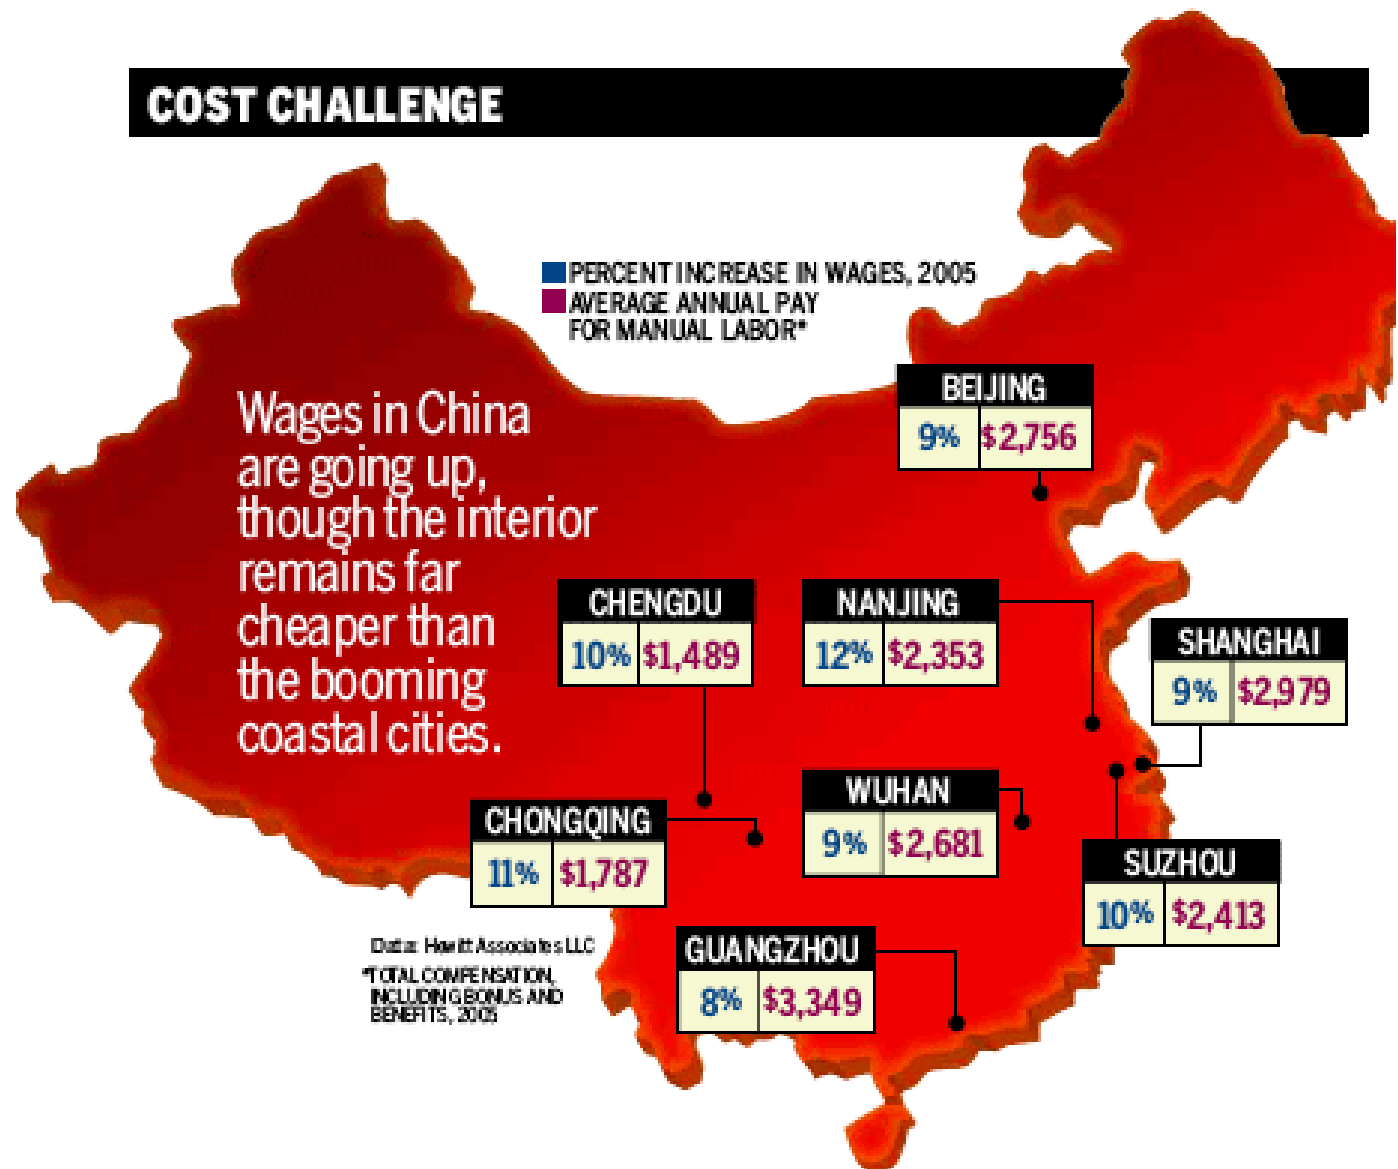 COST CHALLENGE
PERCENT INCREASE IN WAGES, 2005
AVERAGE ANNUAL PAY
FOR MANUAL LABOR*
Wages in China
are going up,
though the interior
remains far
cheaper than
the booming
coastal cities.
BEIJING
9% $2,756
CHENGDU
10% $1,489
NANJING
12% $2,353
SHANGHAI
9% $2,979
WUHAN
9% $2,681
CHONGQING
11% $1,787
SUZHOU
10% $2,413
GUANGZHOU
8% $3,349
Data: Hewitt Associates LLC
*TOTAL COMPENSATION,
INCLUDING BONUS AND
BENEFITS, 2005